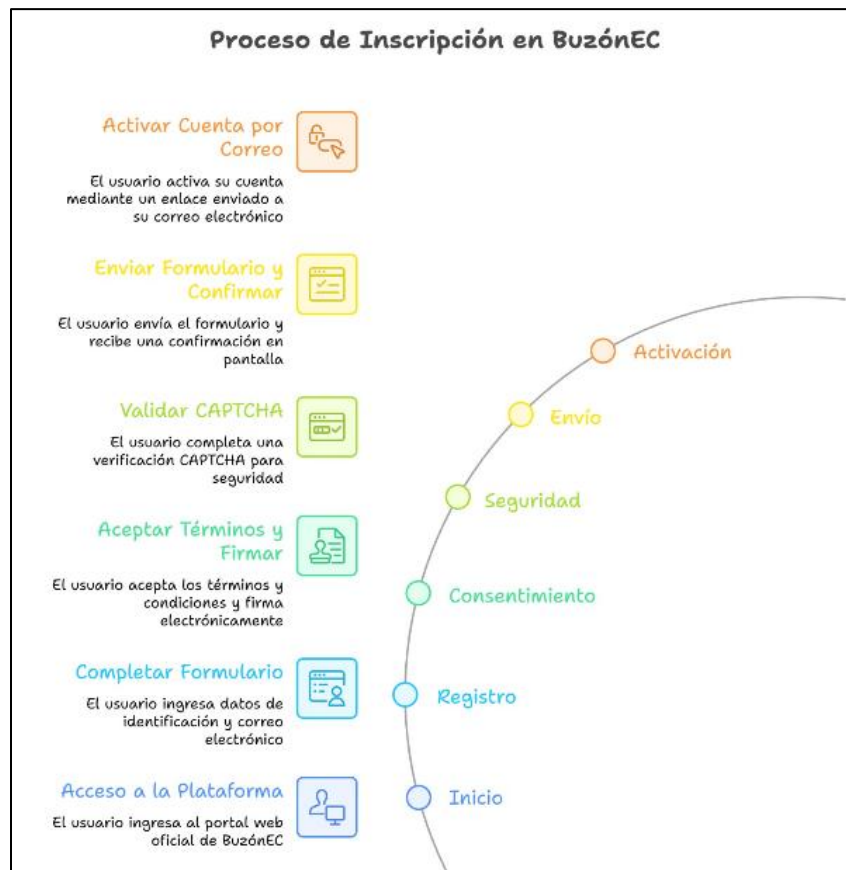 Proceso de Inscripción en BuzónEC
Activar Cuenta por
Correo
El usuario activa su cuenta
mediante un enlace enviado a
su correo electrónico
Enviar Formulario y
Confirmar
El usuario envía el formulario y
recibe una confirmación en
pantalla
Activación
Envío
Validar CAPTCHA
El usuario completa una
verificación CAPTCHA para
seguridad
Seguridad
Aceptar Términos y
Firmar
El usuario acepta los términos y
condiciones y firma
electrónicamente
Consentimiento
Completar Formulario
El usuario ingresa datos de
identificación y correo
electrónico
Registro
Acceso a la Plataforma
El usuario ingresa al portal web
oficial de BuzónEC
Inicio